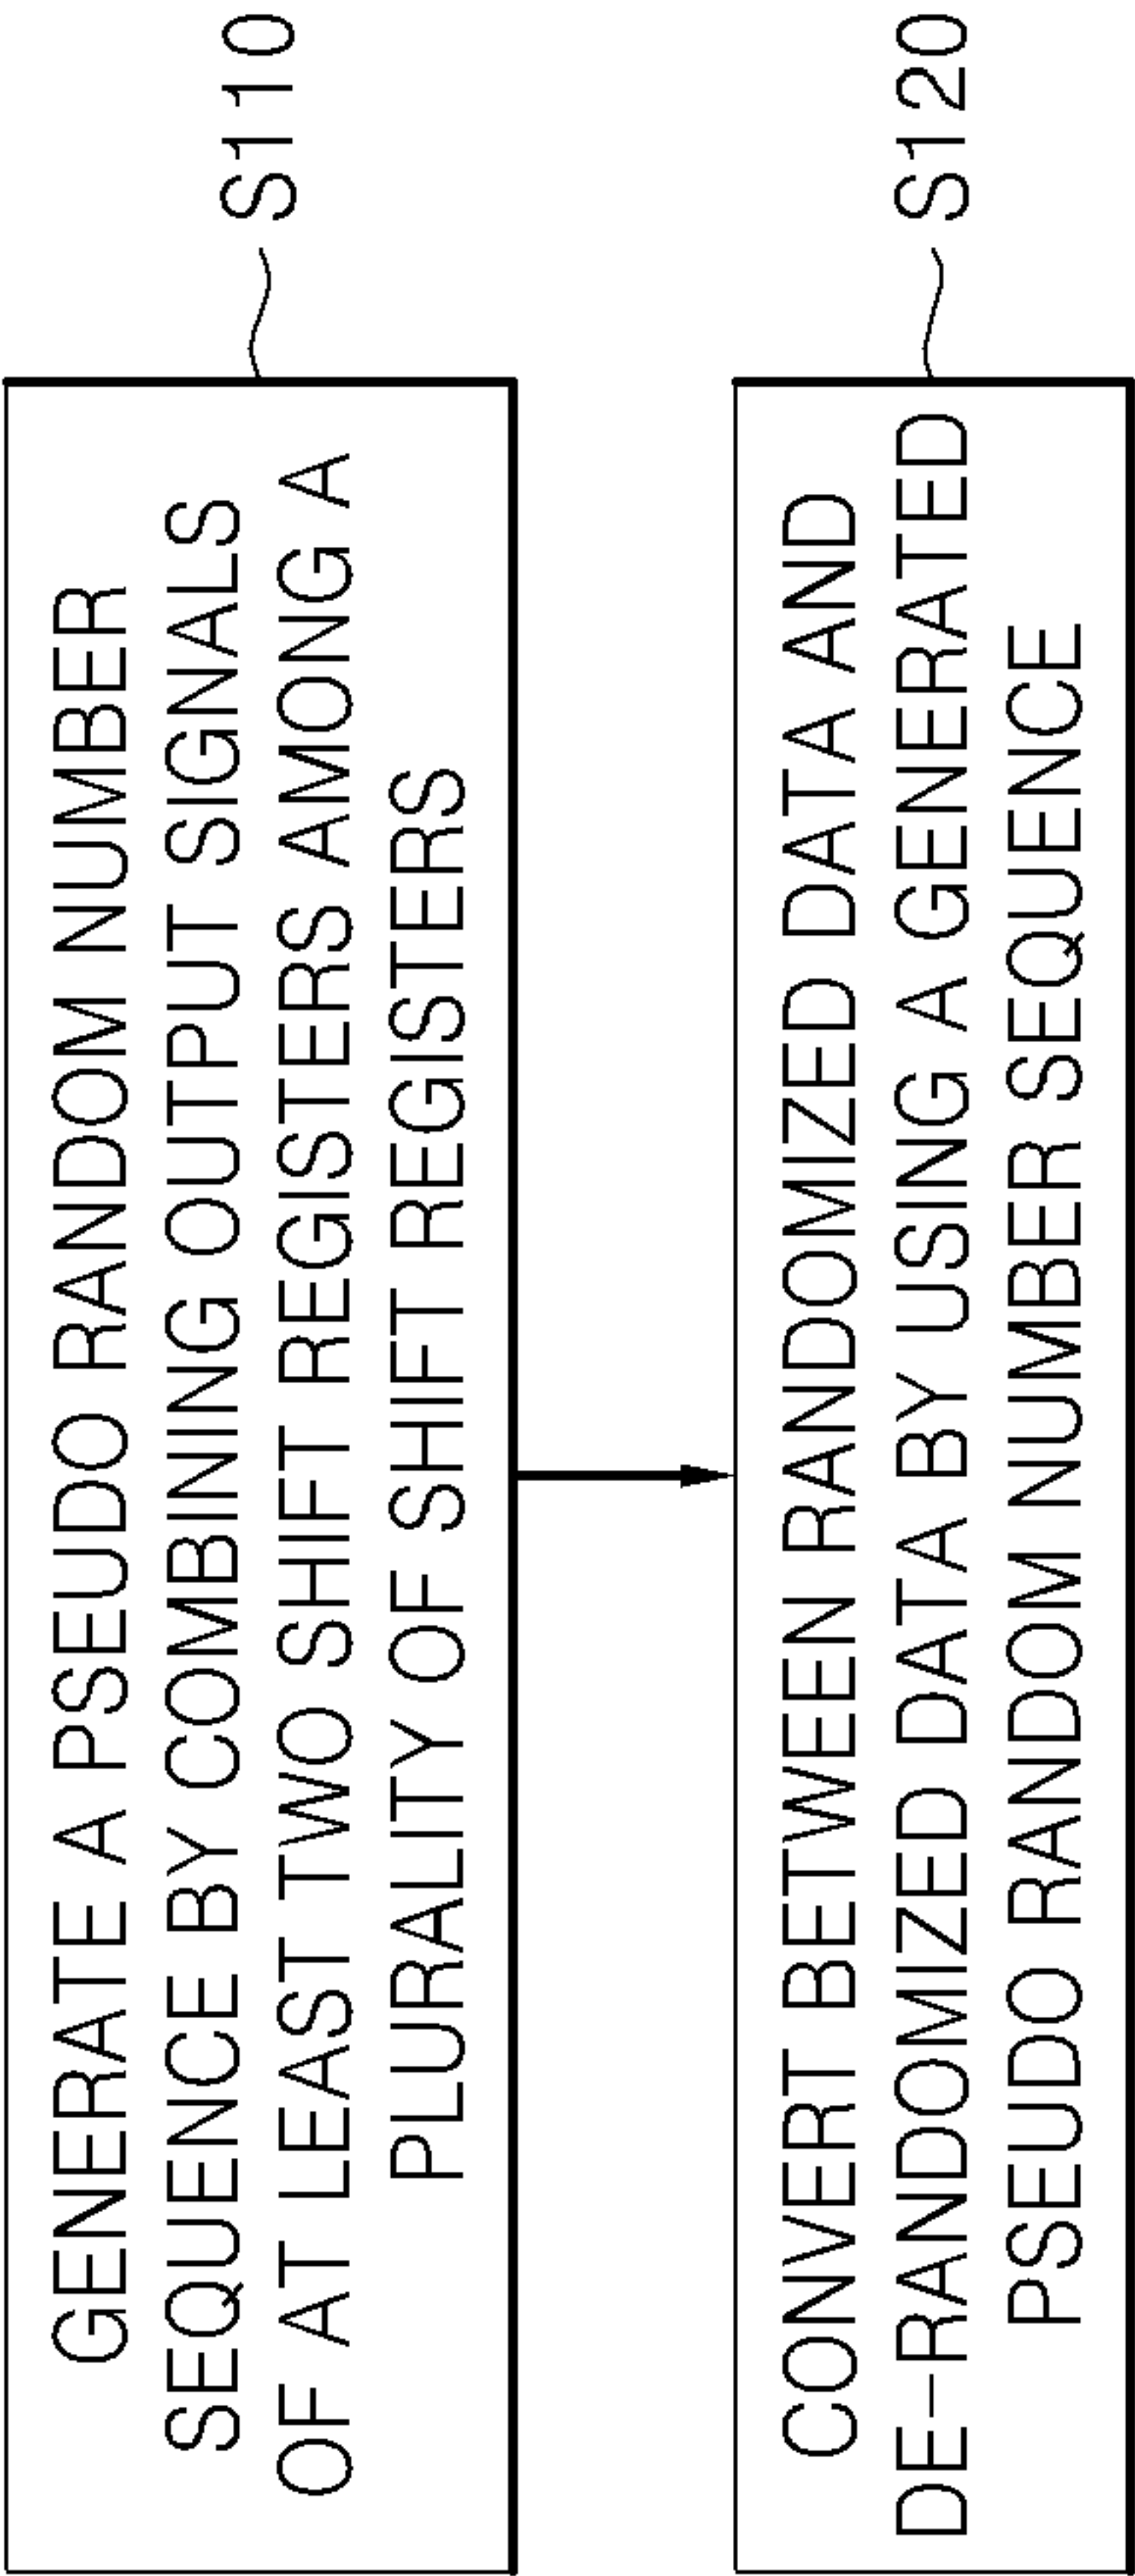 GENERATE A PSEUDO RANDOM NUMBER
SEQUENCE BY COMBINING OUTPUT SIGNALS
OF AT LEAST TWO SHIFT REGISTERS AMONG A
PLURALITY OF SHIFT REGISTERS
S110
CONVERT BETWEEN RANDOMIZED DATA AND
DE-RANDOMIZED DATA BY USING A GENERATED
PSEUDO RANDOM NUMBER SEQUENCE
S120